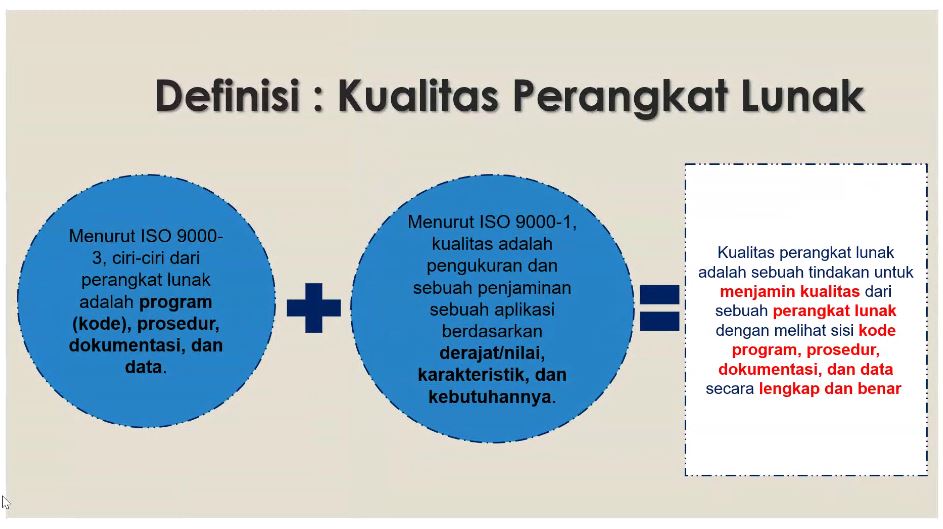 Definisi : Kualitas Perangkat Lunak
Menurut ISO 9000-
3, ciri-ciri dari
perangkat lunak
adalah program
(kode), prosedur,
dokumentasi, dan
data.
Menurut ISO 9000-1,
kualitas adalah
pengukuran dan
sebuah penjaminan
sebuah aplikasi
berdasarkan
derajat/nilai,
karakteristik, dan
kebutuhannya.
Kualitas perangkat lunak
adalah sebuah tindakan untuk
menjamin kualitas dari
sebuah perangkat lunak
dengan melihat sisi kode
program, prosedur,
dokumentasi, dan data
secara lengkap dan benar